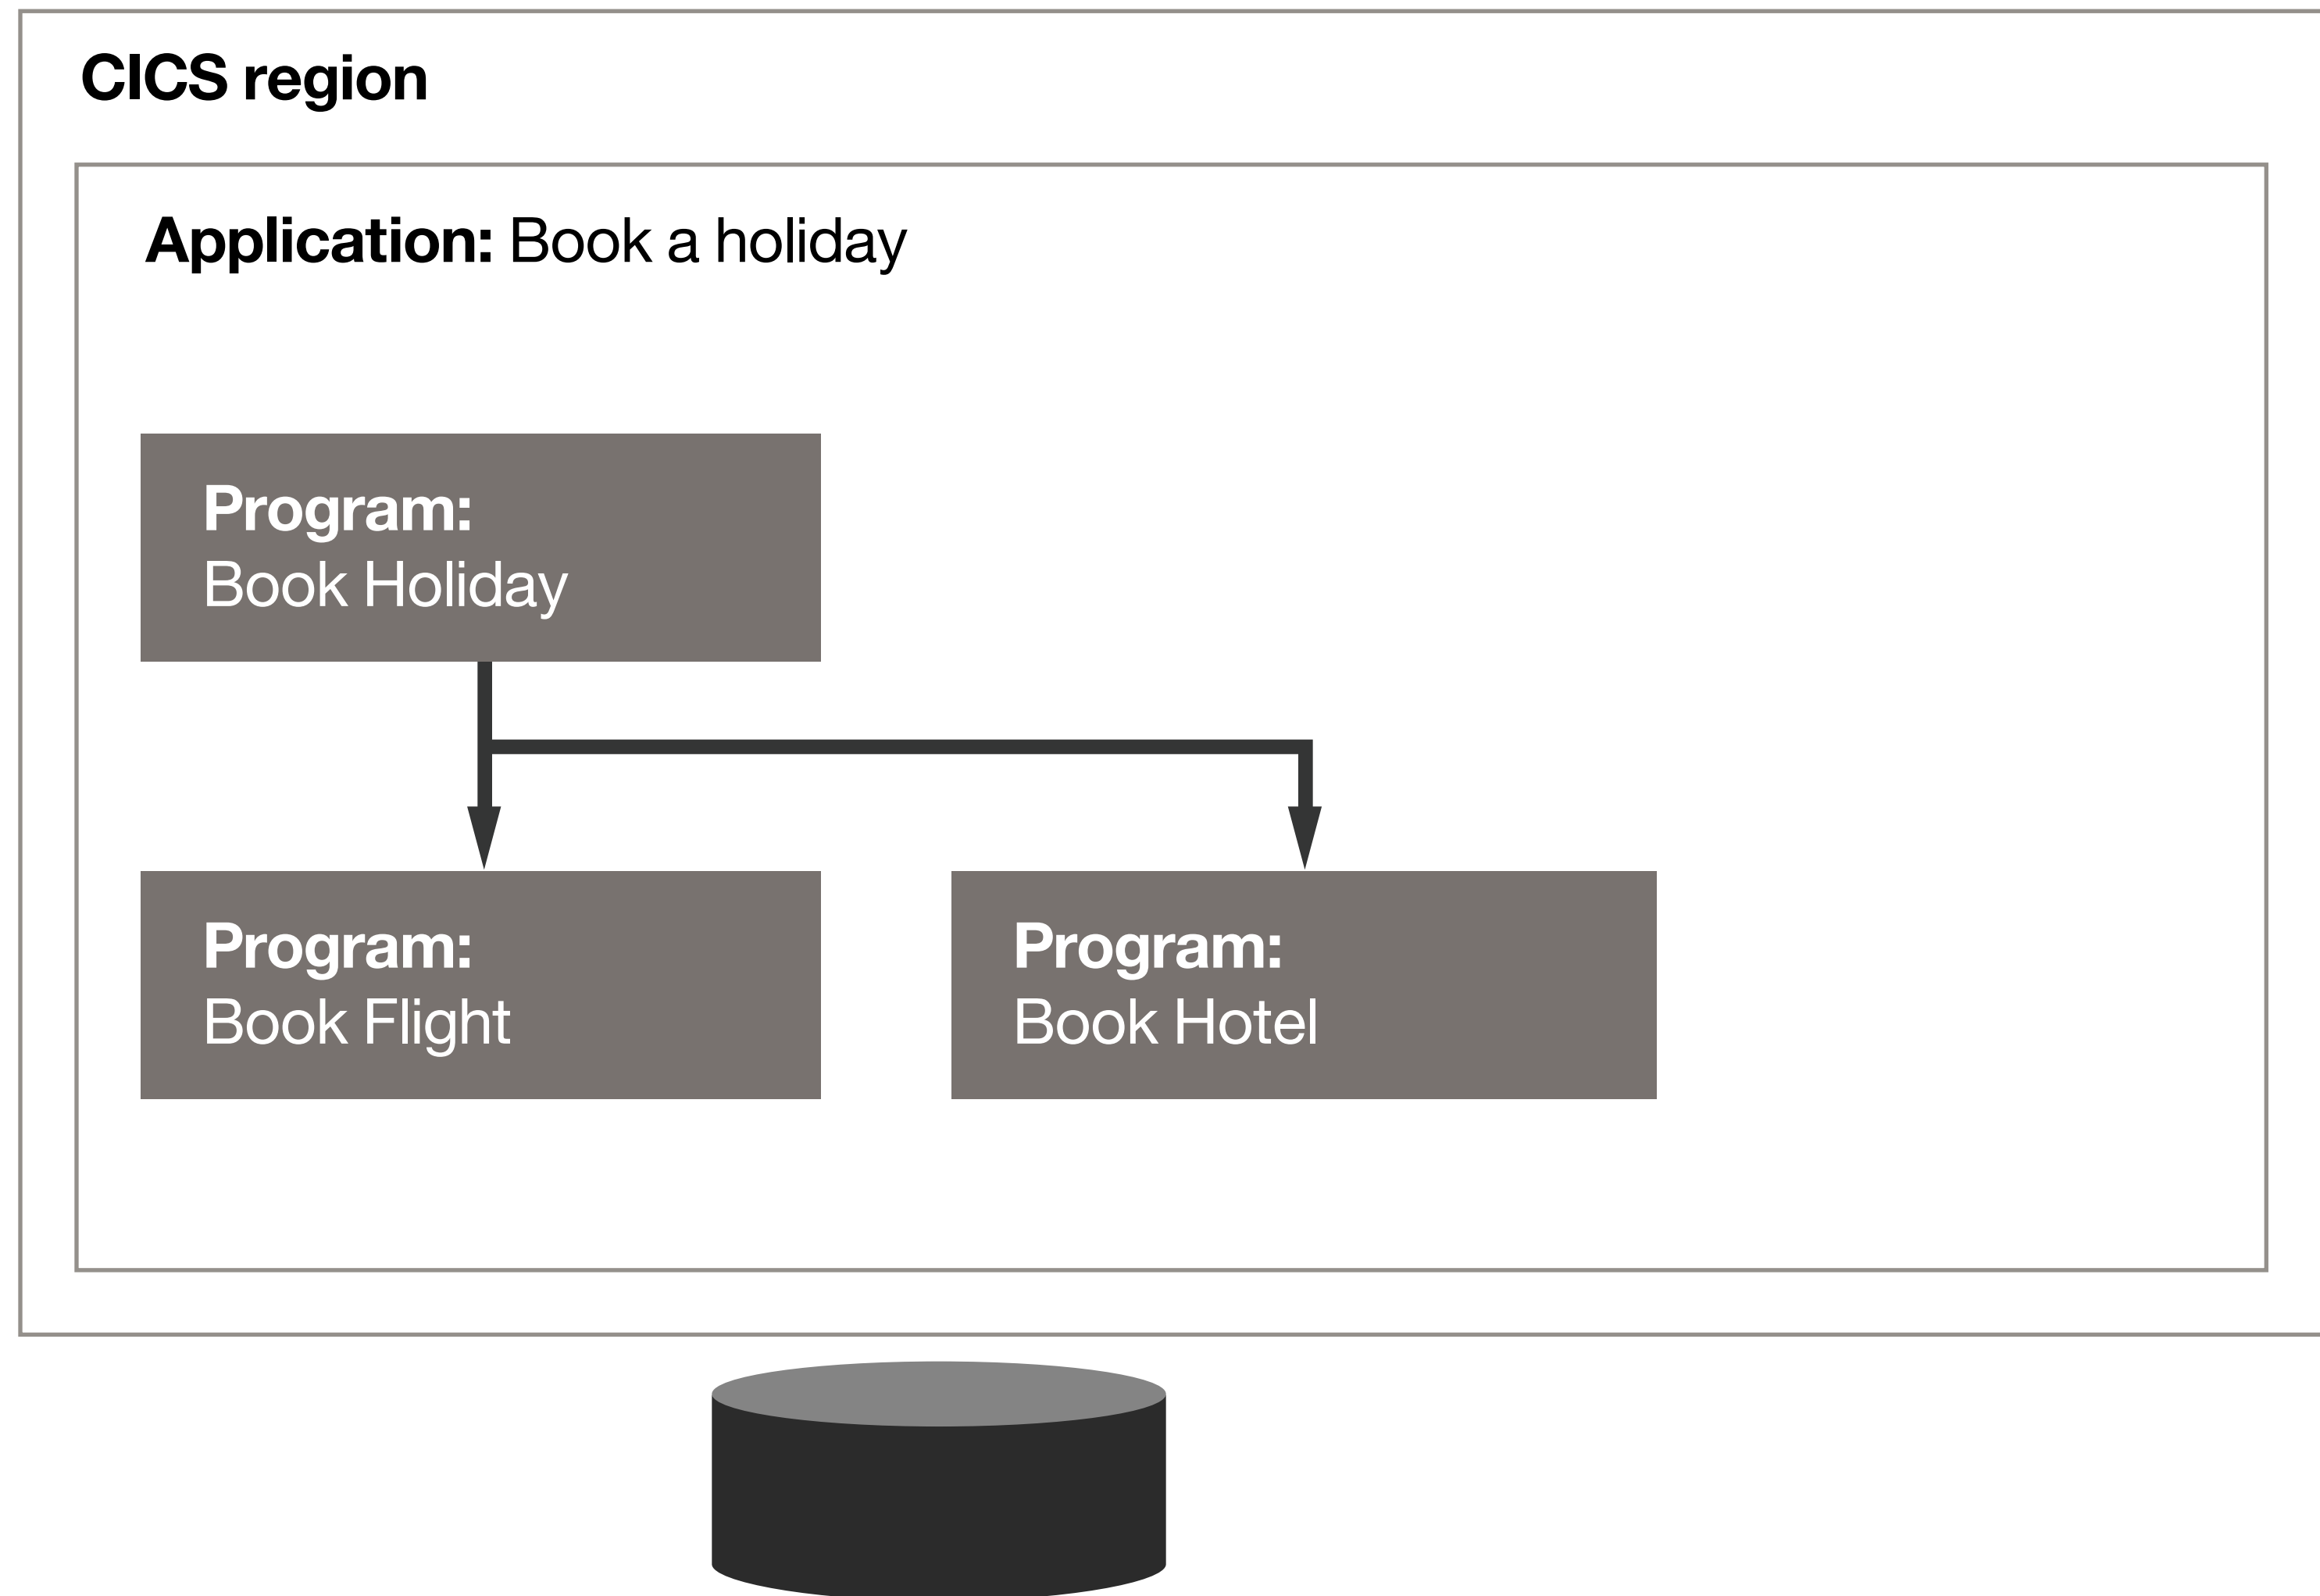 CICS region
Application: Book a holiday
Program:
Book Holiday
Program:
Book Flight
Program:
Book Hotel